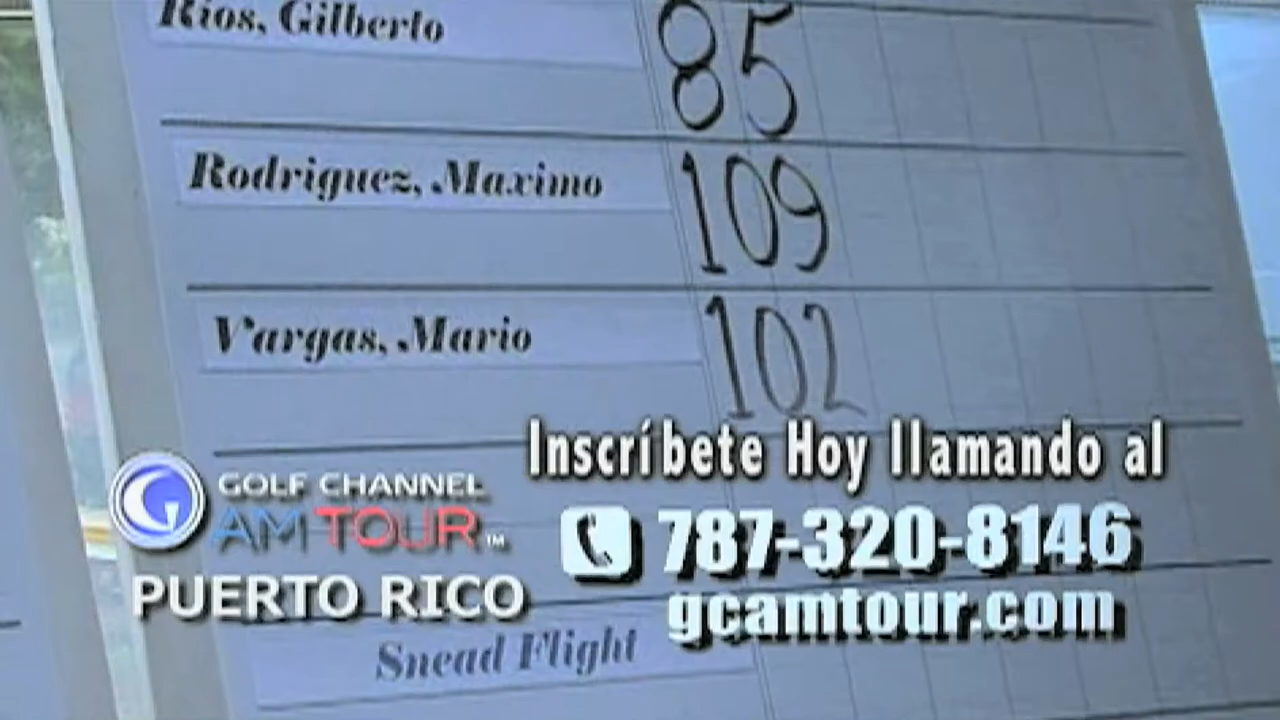 Rios, Gilberto 85
Rodriguez, Maximo 109
Vargas, Mario 102
Inscríbete Hoy llamando al
GOLF CHANNEL
AM TOUR™
787-320-8146
PUERTO RICO
gcamtour.com
Snead Flight